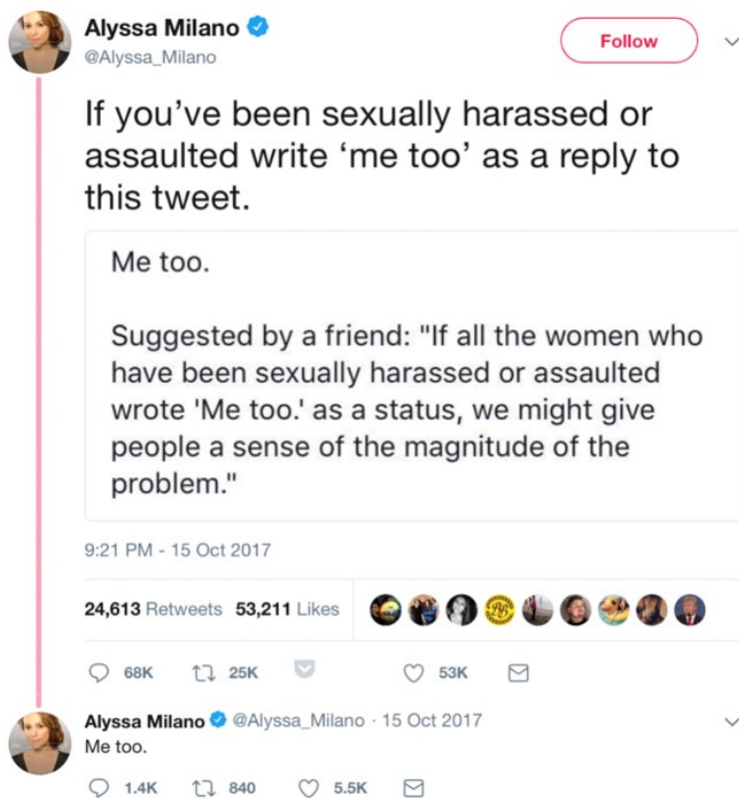 Alyssa Milano
@Alyssa_Milano
Follow
If you’ve been sexually harassed or
assaulted write ‘me too’ as a reply to
this tweet.
Me too.
Suggested by a friend: "If all the women who
have been sexually harassed or assaulted
wrote 'Me too.' as a status, we might give
people a sense of the magnitude of the
problem."
9:21 PM - 15 Oct 2017
24,613 Retweets 53,211 Likes
68K 25K 53K
Alyssa Milano @Alyssa_Milano · 15 Oct 2017
Me too.
1.4K 840 5.5K